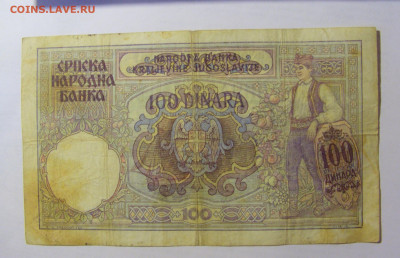 COINS.LAVE.RU
СРПСКА
НАРОДНА
БАНКА
NARODNA BANKA
KRALJEVINE JUGOSLAVIJE
100 DINARA
100
ДИНАРА
100